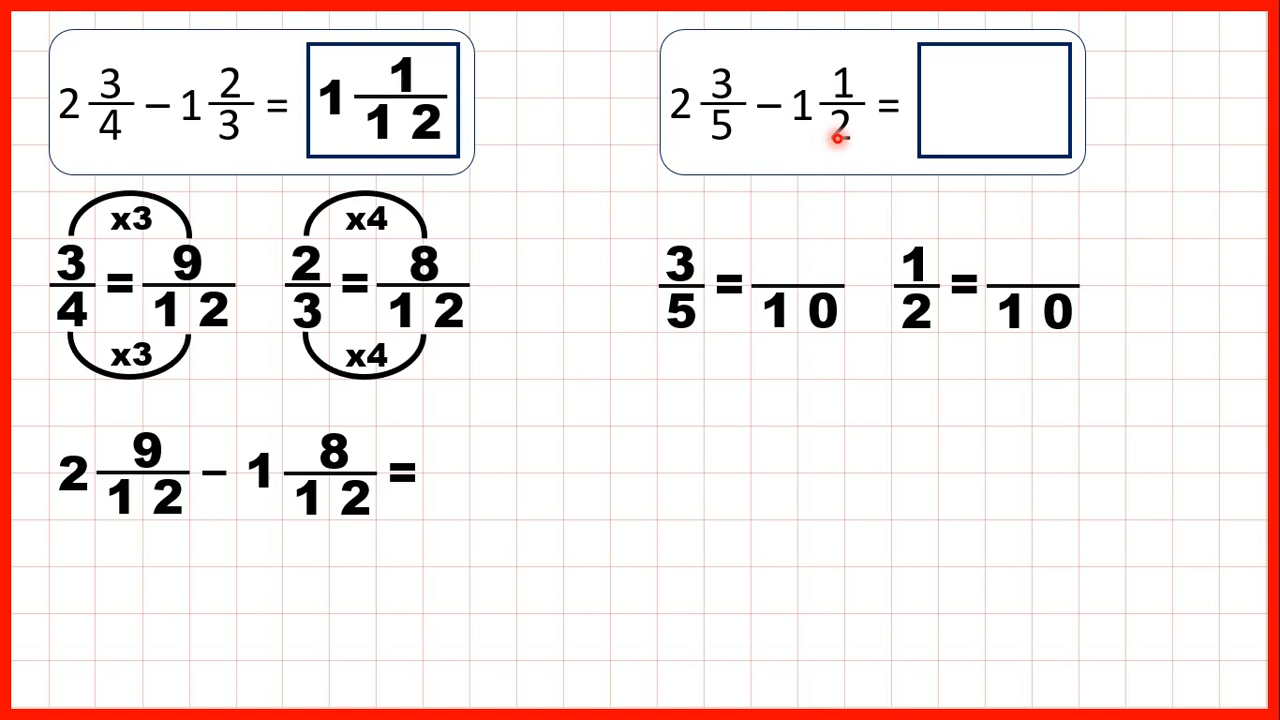 2 3/4 – 1 2/3 = 1 1/12
x3 x4
3/4 = 9/12 2/3 = 8/12
x3 x4
2 9/12 – 1 8/12 =
2 3/5 – 1 1/2 =
3/5 = /10 1/2 = /10